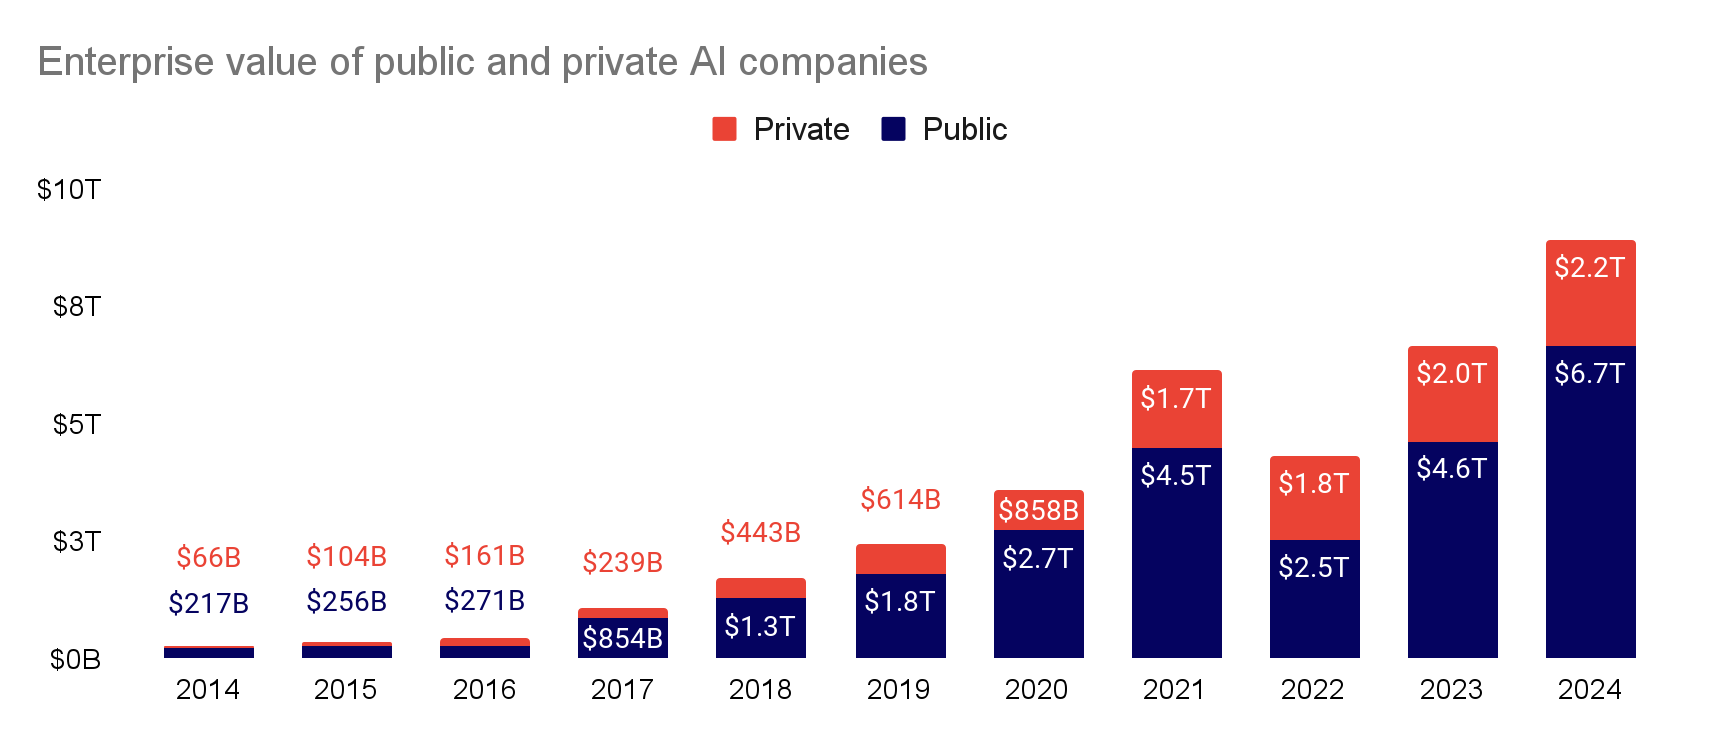 Enterprise value of public and private AI companies
Private Public
$10T
$8T
$5T
$3T
$0B
$66B $104B $161B $239B $443B $614B $858B $1.7T $1.8T $2.0T $2.2T
$217B $256B $271B $854B $1.3T $1.8T $2.7T $4.5T $2.5T $4.6T $6.7T
2014 2015 2016 2017 2018 2019 2020 2021 2022 2023 2024